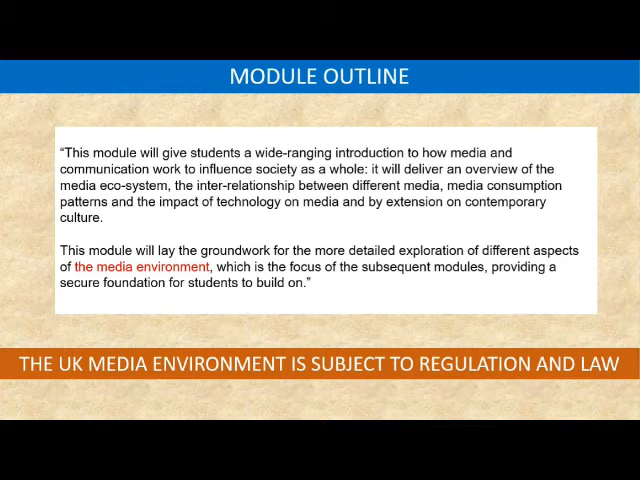 MODULE OUTLINE
“This module will give students a wide-ranging introduction to how media and
communication work to influence society as a whole: it will deliver an overview of the
media eco-system, the inter-relationship between different media, media consumption
patterns and the impact of technology on media and by extension on contemporary
culture.
This module will lay the groundwork for the more detailed exploration of different aspects
of the media environment, which is the focus of the subsequent modules, providing a
secure foundation for students to build on.”
THE UK MEDIA ENVIRONMENT IS SUBJECT TO REGULATION AND LAW